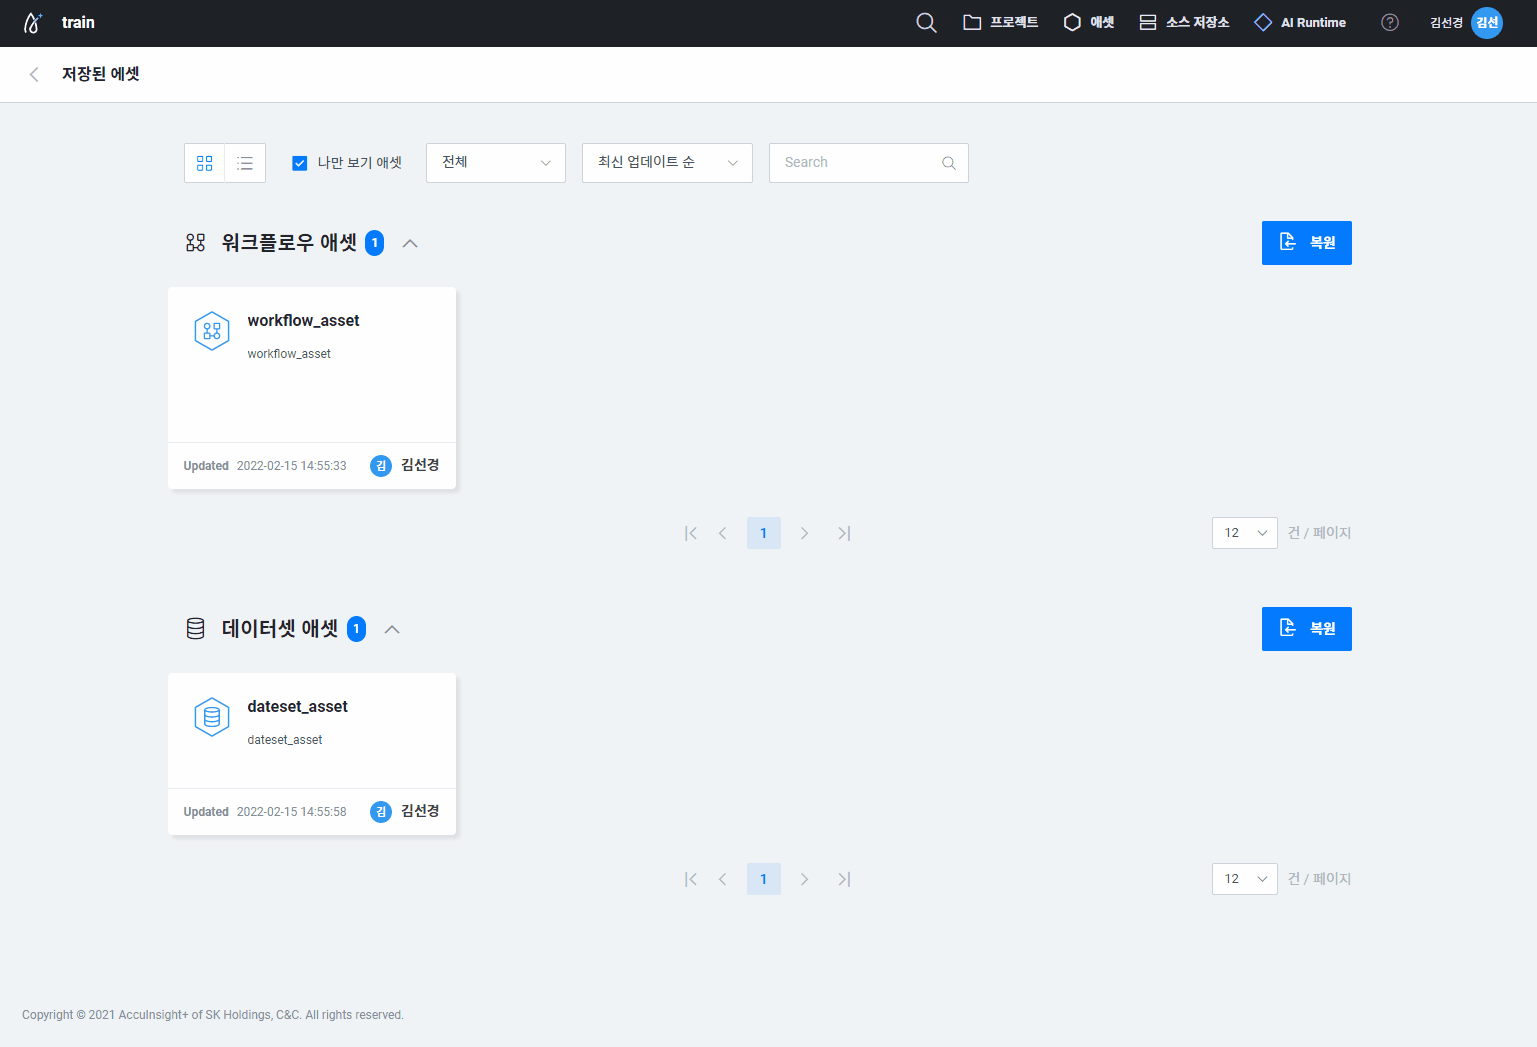 train
프로젝트
애셋
소스 저장소
AI Runtime
?
김선경
김선
저장된 에셋
나만 보기 애셋
전체
최신 업데이트 순
Search
워크플로우 애셋 1
복원
workflow_asset
workflow_asset
Updated 2022-02-15 14:55:33
김 김선경
1
12
건 / 페이지
데이터셋 애셋 1
복원
dateset_asset
dateset_asset
Updated 2022-02-15 14:55:58
김 김선경
1
12
건 / 페이지
Copyright © 2021 AccuInsight+ of SK Holdings, C&C. All rights reserved.